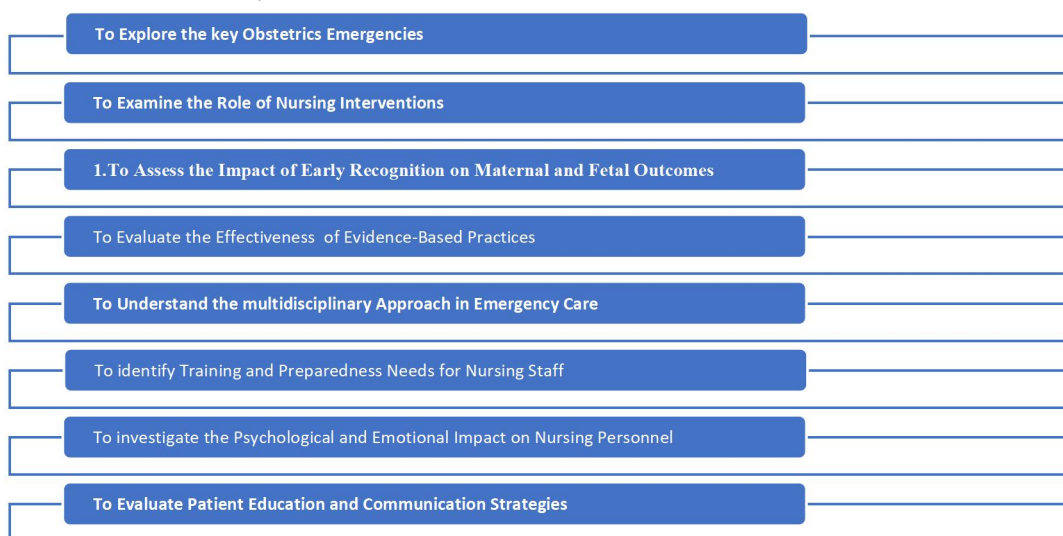 To Explore the key Obstetrics Emergencies
To Examine the Role of Nursing Interventions
1.To Assess the Impact of Early Recognition on Maternal and Fetal Outcomes
To Evaluate the Effectiveness of Evidence-Based Practices
To Understand the multidisciplinary Approach in Emergency Care
To identify Training and Preparedness Needs for Nursing Staff
To investigate the Psychological and Emotional Impact on Nursing Personnel
To Evaluate Patient Education and Communication Strategies